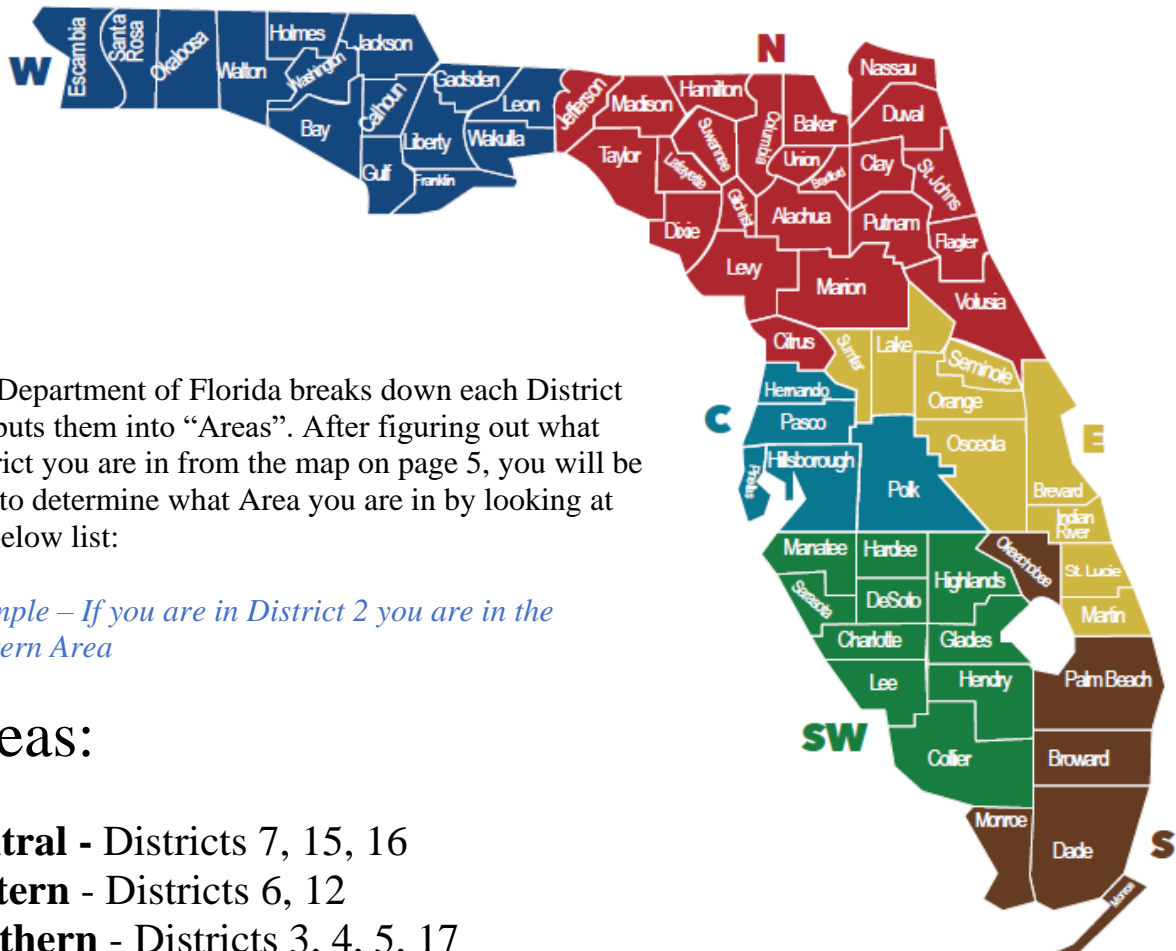 N
W
Escambia
Santa
Rosa
Okaloosa
Walton
Holmes
Washington
Jackson
Bay
Calhoun
Gulf
Gadsden
Liberty
Franklin
Leon
Wakulla
Jefferson
Madison
Taylor
Hamilton
Suwannee
Lafayette
Dixie
Columbia
Gilchrist
Levy
Baker
Union
Bradford
Alachua
Marion
Nassau
Duval
Clay
St. Johns
Putnam
Flagler
Volusia
Citrus
Sumter
Lake
Seminole
Orange
Osceola
E
Brevard
Indian
River
St. Lucie
Martin
C
Hernando
Pasco
Pinellas
Hillsborough
Polk
Manatee
Hardee
Sarasota
DeSoto
Highlands
Okeechobee
Charlotte
Glades
Lee
Hendry
SW
Collier
Palm Beach
Broward
Monroe
Dade
S
Monroe
Department of Florida breaks down each District
puts them into “Areas”. After figuring out what
rict you are in from the map on page 5, you will be
to determine what Area you are in by looking at
elow list:
mple – If you are in District 2 you are in the
tern Area
eas:
tral - Districts 7, 15, 16
tern - Districts 6, 12
thern - Districts 3, 4, 5, 17